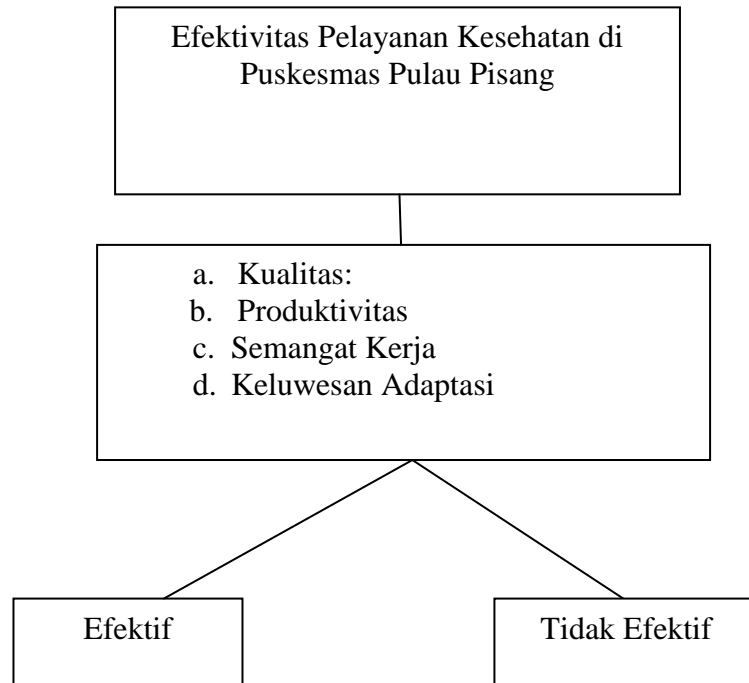 Efektivitas Pelayanan Kesehatan di
Puskesmas Pulau Pisang
a. Kualitas:
b. Produktivitas
c. Semangat Kerja
d. Keluwesan Adaptasi
Efektif
Tidak Efektif